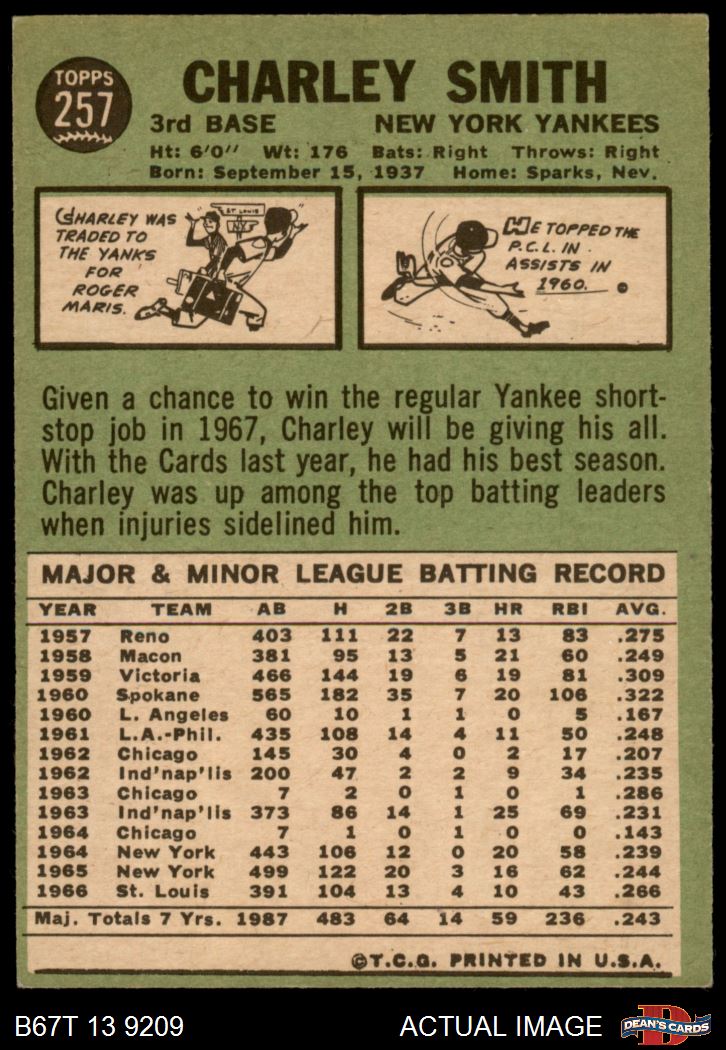 TOPPS
257
CHARLEY SMITH
3rd BASE NEW YORK YANKEES
Ht: 6'0'' Wt: 176 Bats: Right Throws: Right
Born: September 15, 1937 Home: Sparks, Nev.
CHARLEY WAS
TRADED TO
THE YANKS
FOR
ROGER
MARIS.
ST LOUIS
NY
HE TOPPED THE
P.C.L. IN
ASSISTS IN
1960.
Given a chance to win the regular Yankee short-
stop job in 1967, Charley will be giving his all.
With the Cards last year, he had his best season.
Charley was up among the top batting leaders
when injuries sidelined him.
MAJOR & MINOR LEAGUE BATTING RECORD
YEAR TEAM AB H 2B 3B HR RBI AVG.
1957 Reno 403 111 22 7 13 83 .275
1958 Macon 381 95 13 5 21 60 .249
1959 Victoria 466 144 19 6 19 81 .309
1960 Spokane 565 182 35 7 20 106 .322
1960 L. Angeles 60 10 1 1 0 5 .167
1961 L.A.-Phil. 435 108 14 4 11 50 .248
1962 Chicago 145 30 4 0 2 17 .207
1962 Ind'nap'lis 200 47 2 2 9 34 .235
1963 Chicago 7 2 0 1 0 1 .286
1963 Ind'nap'lis 373 86 14 1 25 69 .231
1964 Chicago 7 1 0 1 0 0 .143
1964 New York 443 106 12 0 20 58 .239
1965 New York 499 122 20 3 16 62 .244
1966 St. Louis 391 104 13 4 10 43 .266
Maj. Totals 7 Yrs. 1987 483 64 14 59 236 .243
©T.C.G. PRINTED IN U.S.A.
B67T 13 9209 ACTUAL IMAGE
D
DEAN'S CARDS